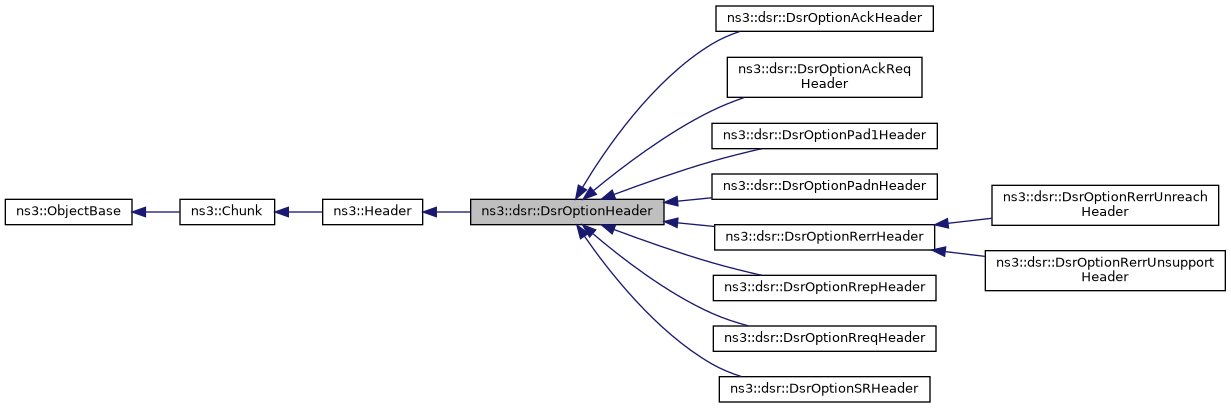 ns3::ObjectBase
ns3::Chunk
ns3::Header
ns3::dsr::DsrOptionHeader
ns3::dsr::DsrOptionAckHeader
ns3::dsr::DsrOptionAckReq
Header
ns3::dsr::DsrOptionPad1Header
ns3::dsr::DsrOptionPadnHeader
ns3::dsr::DsrOptionRerrHeader
ns3::dsr::DsrOptionRrepHeader
ns3::dsr::DsrOptionRreqHeader
ns3::dsr::DsrOptionSRHeader
ns3::dsr::DsrOptionRerrUnreach
Header
ns3::dsr::DsrOptionRerrUnsupport
Header